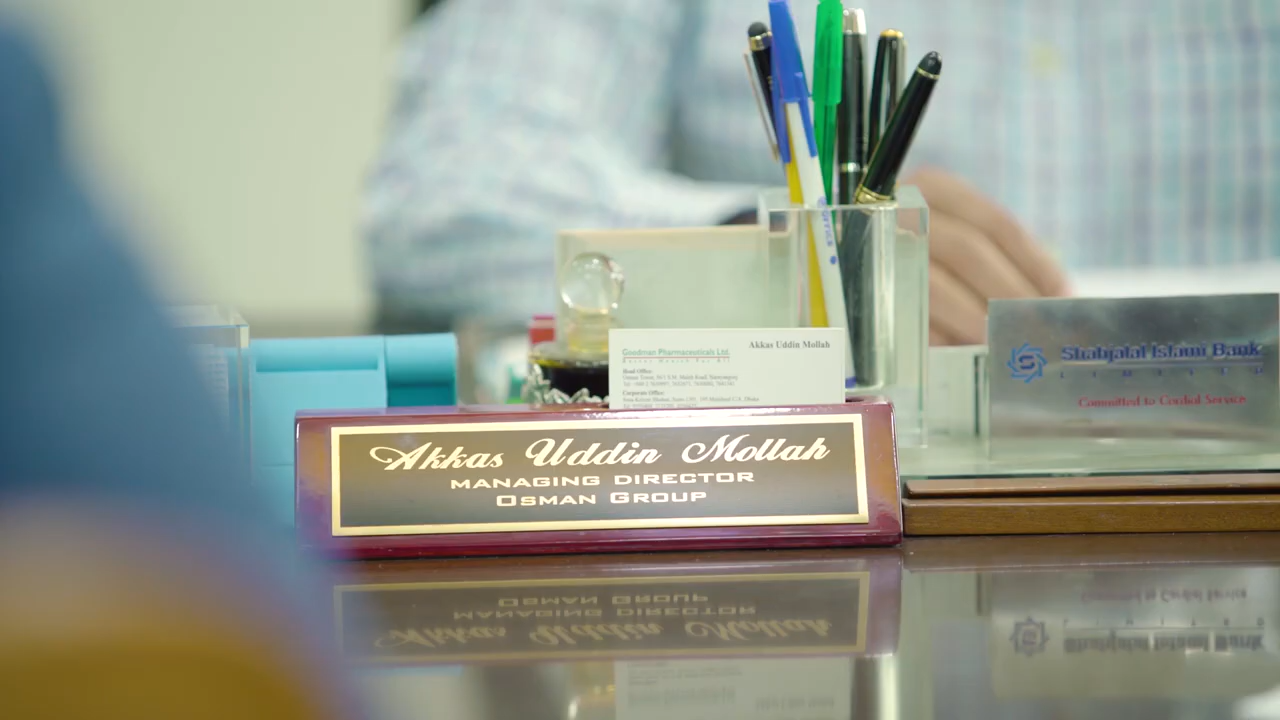 Akkas Uddin Mollah
Goodman Pharmaceuticals Ltd.
Head Office:
Corporate Office:
Akkas Uddin Mollah
MANAGING DIRECTOR
OSMAN GROUP
Shahjalal Islami Bank
LIMITED
Committed to Cordial Service